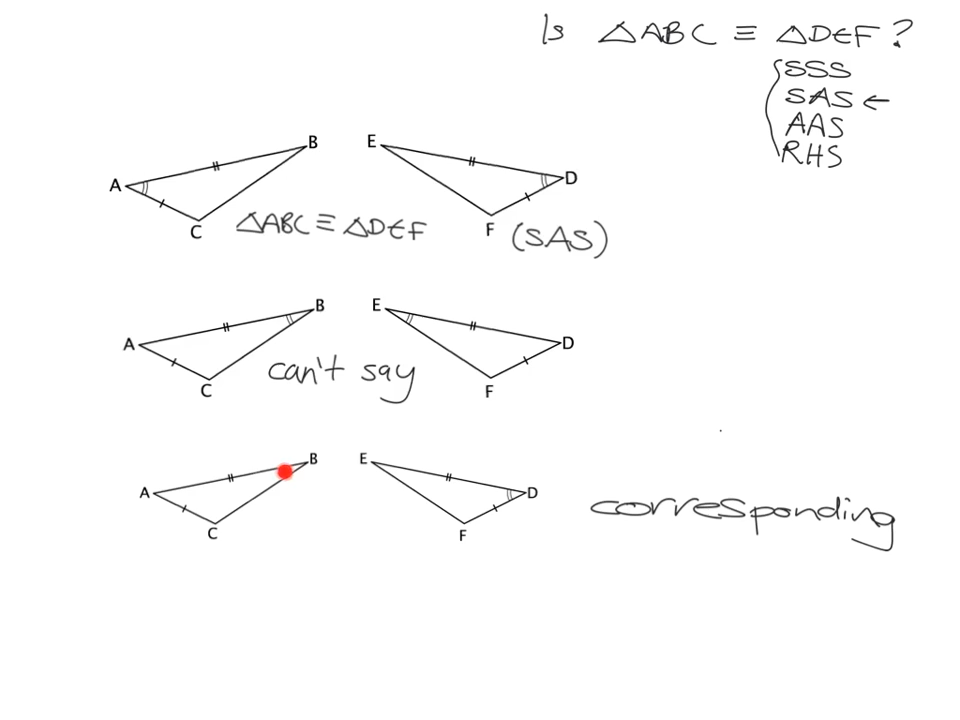 Is △ABC ≡ △DEF?
SSS
SAS ←
AAS
RHS
B E
A D
C △ABC ≡ △DEF F (SAS)
B E
A D
C can't say F
B E
A D corresponding
C F